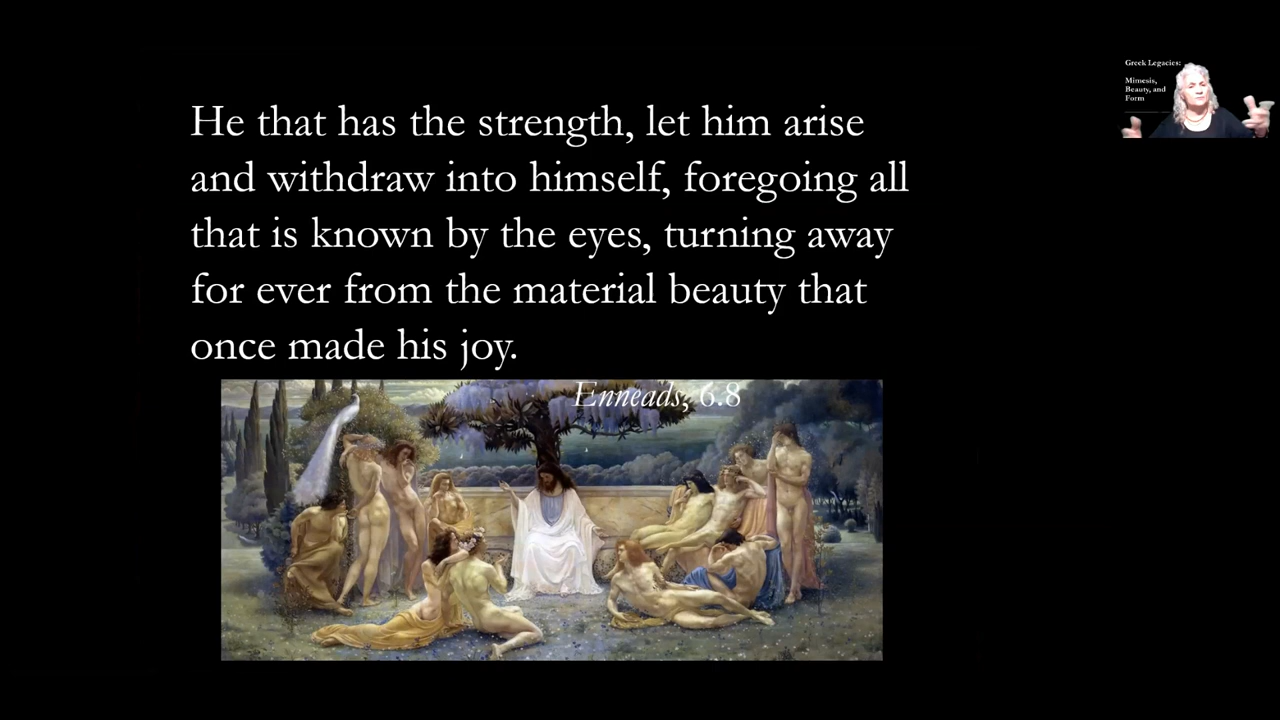 He that has the strength, let him arise
and withdraw into himself, foregoing all
that is known by the eyes, turning away
for ever from the material beauty that
once made his joy.
Enneads, 6.8
Greek Legacies:
Mimesis,
Beauty, and
Form